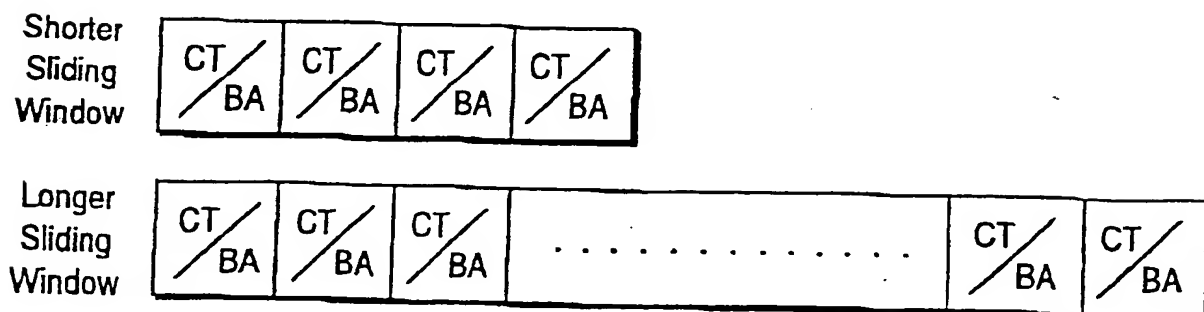 Shorter
Sliding
Window
CT/BA CT/BA CT/BA CT/BA
Longer
Sliding
Window
CT/BA CT/BA CT/BA . . . . . . . . . . . . . . CT/BA CT/BA